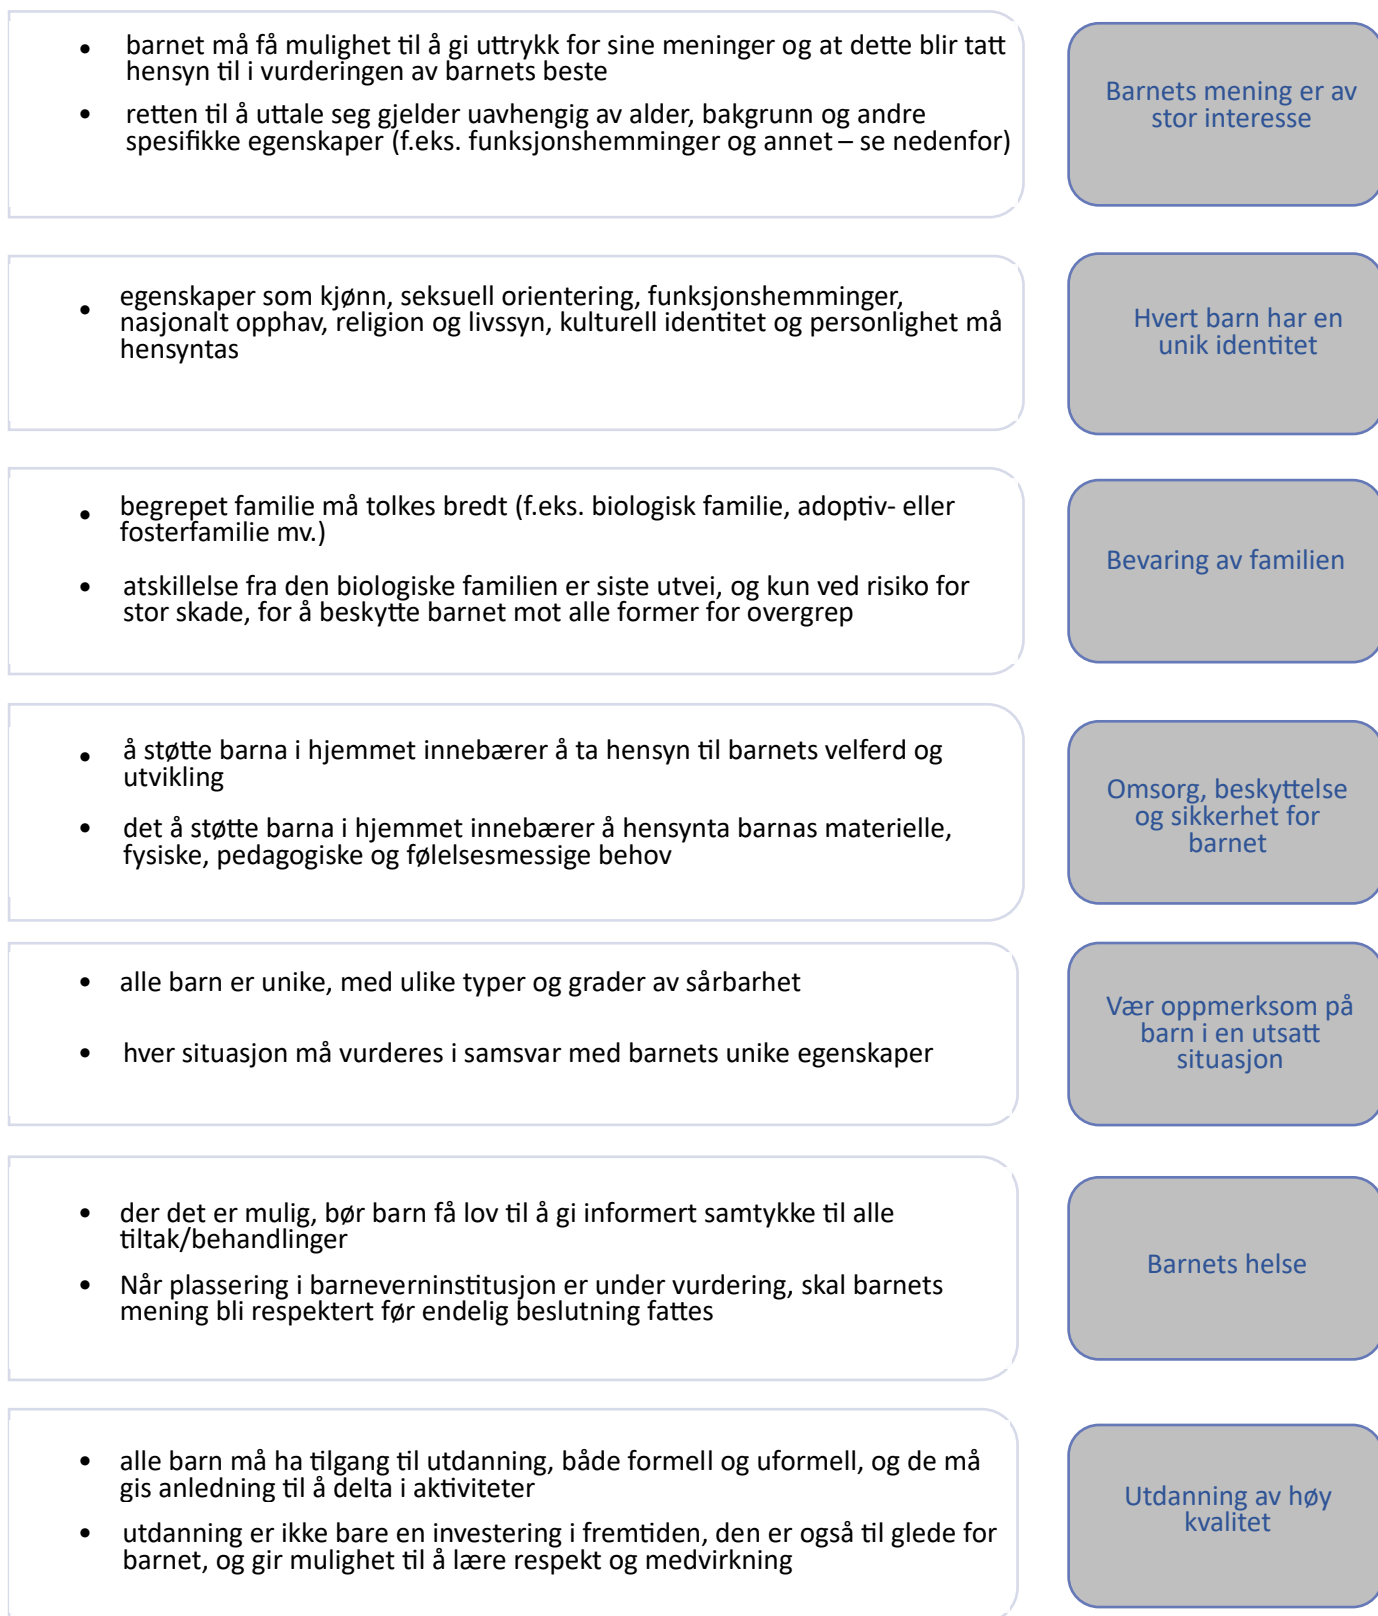 • barnet må få mulighet til å gi uttrykk for sine meninger og at dette blir tatt
hensyn til i vurderingen av barnets beste
• retten til å uttale seg gjelder uavhengig av alder, bakgrunn og andre
spesifikke egenskaper (f.eks. funksjonshemminger og annet – se nedenfor)
Barnets mening er av
stor interesse
• egenskaper som kjønn, seksuell orientering, funksjonshemminger,
nasjonalt opphav, religion og livssyn, kulturell identitet og personlighet må
hensyntas
Hvert barn har en
unik identitet
• begrepet familie må tolkes bredt (f.eks. biologisk familie, adoptiv- eller
fosterfamilie mv.)
• atskillelse fra den biologiske familien er siste utvei, og kun ved risiko for
stor skade, for å beskytte barnet mot alle former for overgrep
Bevaring av familien
• å støtte barna i hjemmet innebærer å ta hensyn til barnets velferd og
utvikling
• det å støtte barna i hjemmet innebærer å hensynta barnas materielle,
fysiske, pedagogiske og følelsesmessige behov
Omsorg, beskyttelse
og sikkerhet for
barnet
• alle barn er unike, med ulike typer og grader av sårbarhet
• hver situasjon må vurderes i samsvar med barnets unike egenskaper
Vær oppmerksom på
barn i en utsatt
situasjon
• der det er mulig, bør barn få lov til å gi informert samtykke til alle
tiltak/behandlinger
• Når plassering i barneverninstitusjon er under vurdering, skal barnets
mening bli respektert før endelig beslutning fattes
Barnets helse
• alle barn må ha tilgang til utdanning, både formell og uformell, og de må
gis anledning til å delta i aktiviteter
• utdanning er ikke bare en investering i fremtiden, den er også til glede for
barnet, og gir mulighet til å lære respekt og medvirkning
Utdanning av høy
kvalitet